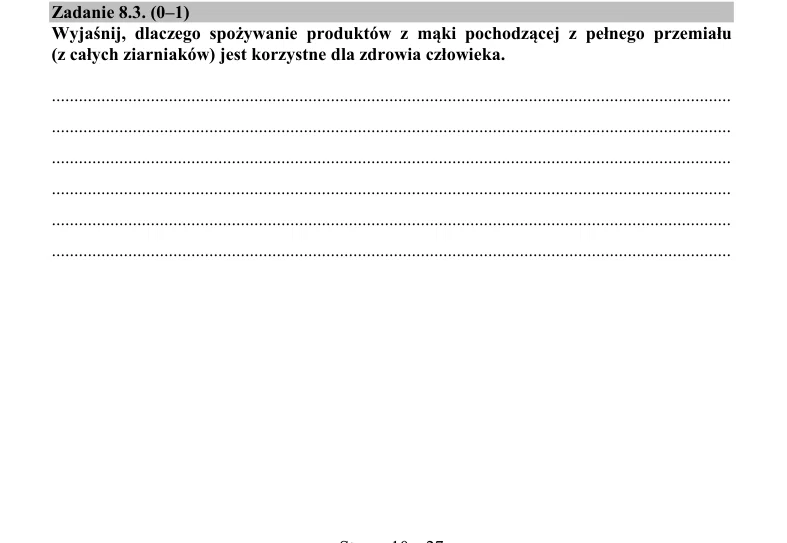 Zadanie 8.3. (0–1)
Wyjaśnij, dlaczego spożywanie produktów z mąki pochodzącej z pełnego przemiału
(z całych ziarniaków) jest korzystne dla zdrowia człowieka.